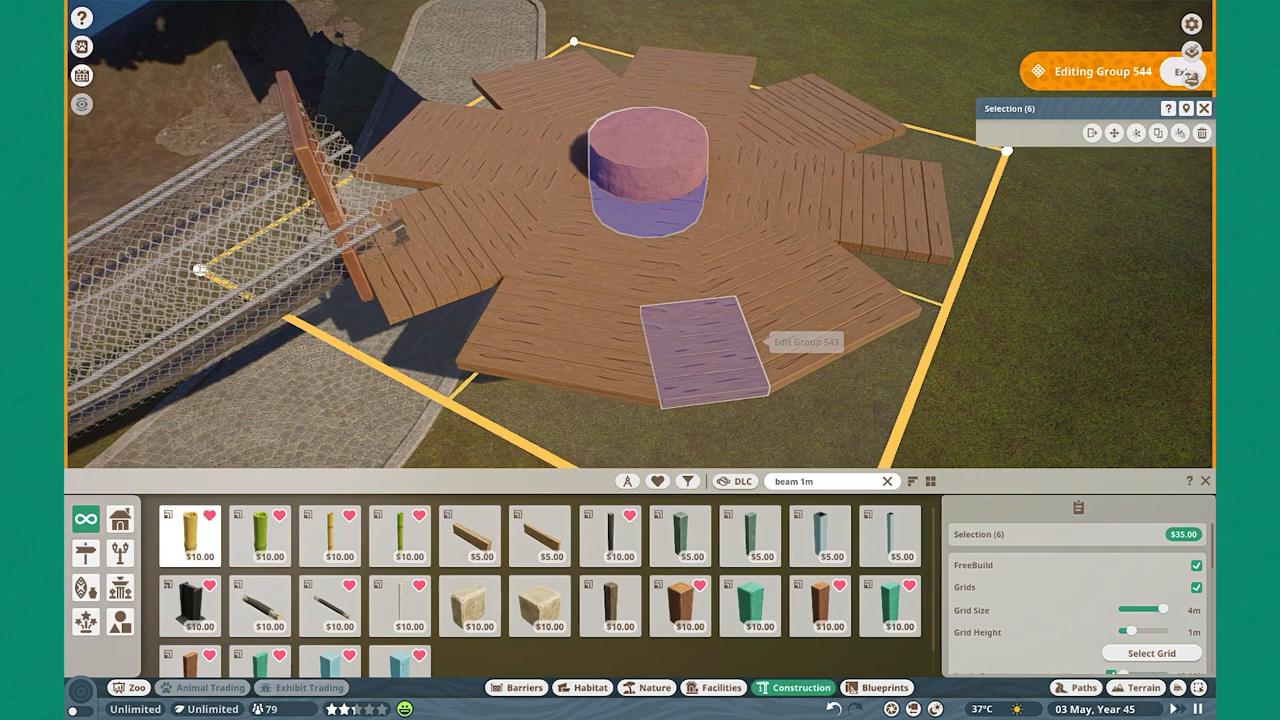 ?
Editing Group 544
Selection (6)
?
Edit Group 543
DLC
beam 1m
?
$10.00
$10.00
$10.00
$10.00
$5.00
$5.00
$10.00
$5.00
$5.00
$5.00
$5.00
Selection (6)
$35.00
$10.00
$10.00
$10.00
$10.00
$10.00
$10.00
$10.00
$10.00
$10.00
$10.00
$10.00
FreeBuild
Grids
Grid Size
4m
Grid Height
1m
Select Grid
Zoo
Animal Trading
Exhibit Trading
Barriers
Habitat
Nature
Facilities
Construction
Blueprints
Paths
Terrain
Unlimited
Unlimited
79
37°C
03 May, Year 45